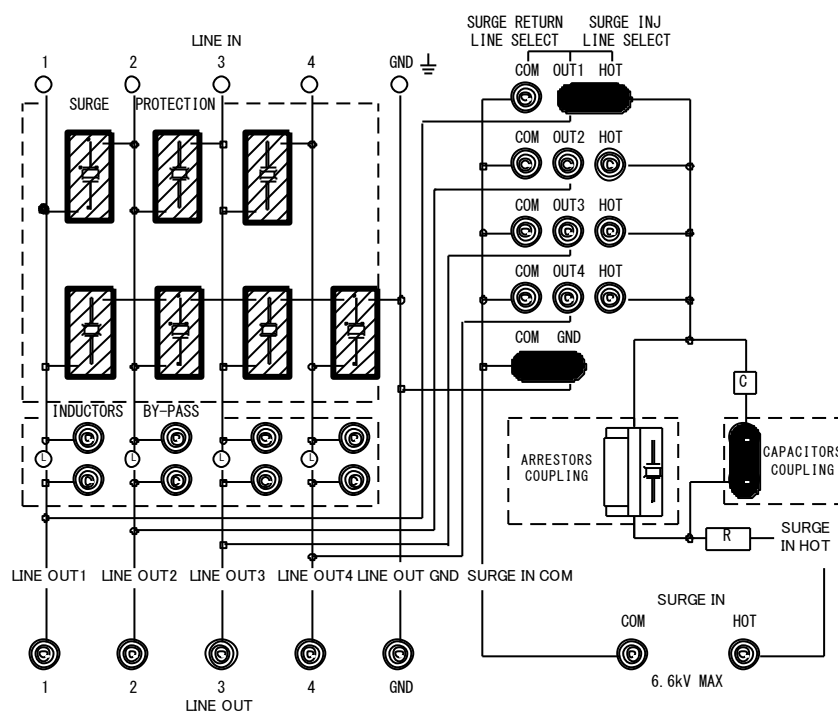 SURGE RETURN SURGE INJ
LINE SELECT LINE SELECT
LINE IN
1 2 3 4 GND
COM OUT1 HOT
SURGE PROTECTION
COM OUT2 HOT
COM OUT3 HOT
COM OUT4 HOT
COM GND
C
INDUCTORS BY-PASS
L L L L
ARRESTORS
COUPLING
CAPACITORS
COUPLING
R
SURGE
IN HOT
LINE OUT1 LINE OUT2 LINE OUT3 LINE OUT4 LINE OUT GND SURGE IN COM
SURGE IN
COM HOT
6.6kV MAX
1 2 3 4 GND
LINE OUT